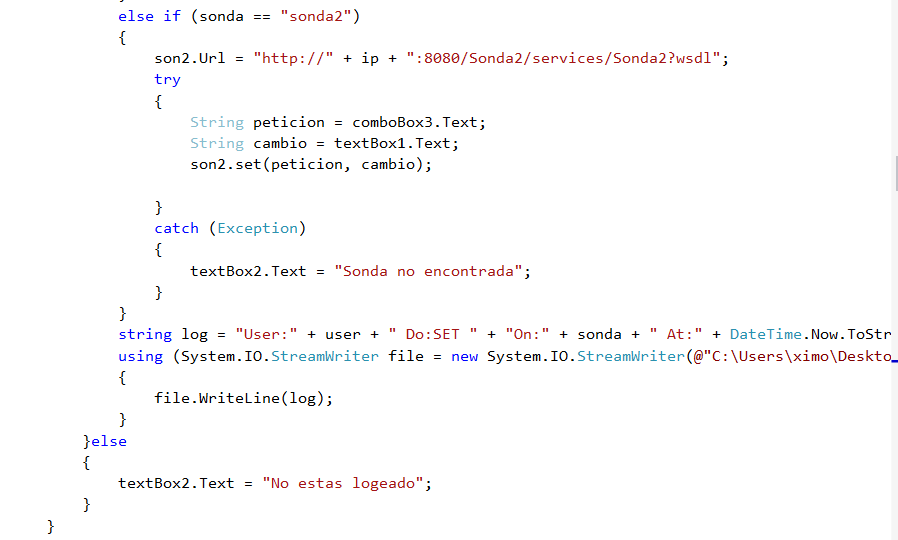 else if (sonda == "sonda2")
{
son2.Url = "http://" + ip + ":8080/Sonda2/services/Sonda2?wsdl";
try
{
String peticion = comboBox3.Text;
String cambio = textBox1.Text;
son2.set(peticion, cambio);
}
catch (Exception)
{
textBox2.Text = "Sonda no encontrada";
}
}
string log = "User:" + user + " Do:SET " + "On:" + sonda + " At:" + DateTime.Now.ToStr
using (System.IO.StreamWriter file = new System.IO.StreamWriter(@"C:\Users\ximo\Deskto
{
file.WriteLine(log);
}
}else
{
textBox2.Text = "No estas logeado";
}
}